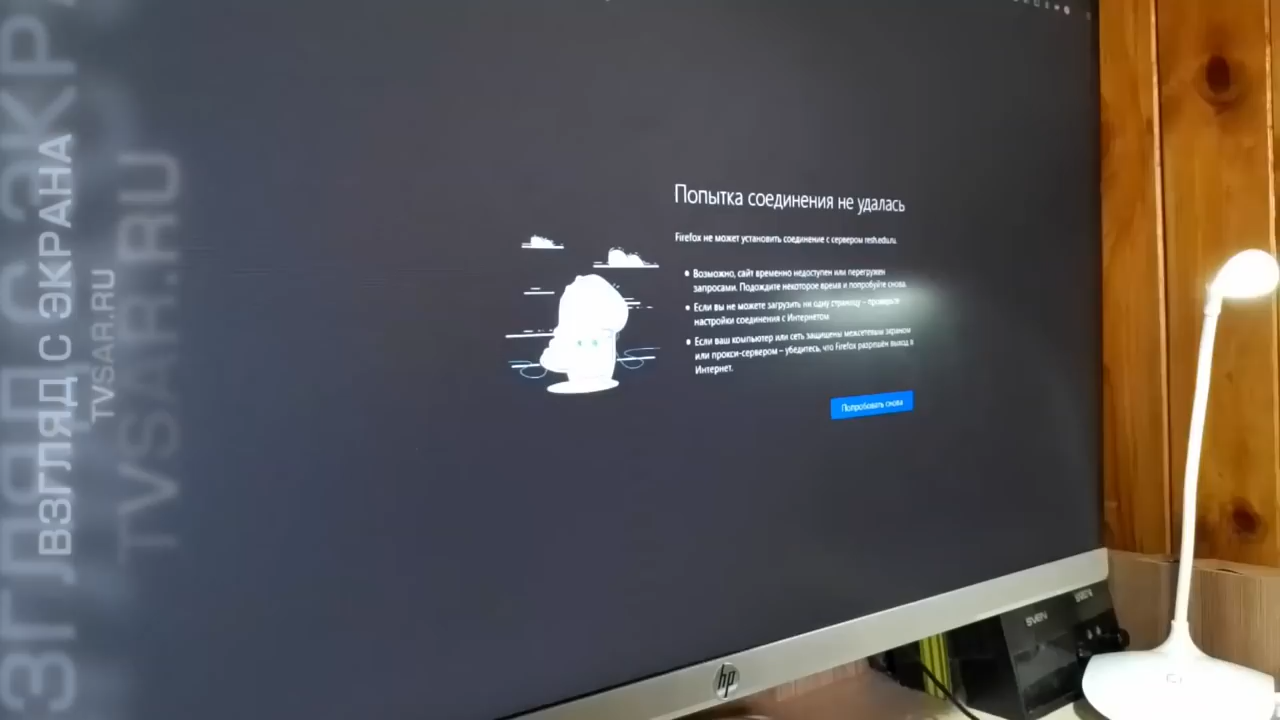 ВЗГЛЯД С ЭКРАНА
TVSAR.RU
Попытка соединения не удалась
Firefox не может установить соединение с сервером resh.edu.ru.
Возможно, сайт временно недоступен или перегружен
запросами. Подождите некоторое время и попробуйте снова.
Если вы не можете загрузить ни одну страницу – проверьте
настройки соединения с Интернетом.
Если ваш компьютер или сеть защищены межсетевым экраном
или прокси-сервером – убедитесь, что Firefox разрешён выход в
Интернет.
Попробовать снова
hp
SVEN
SVEN